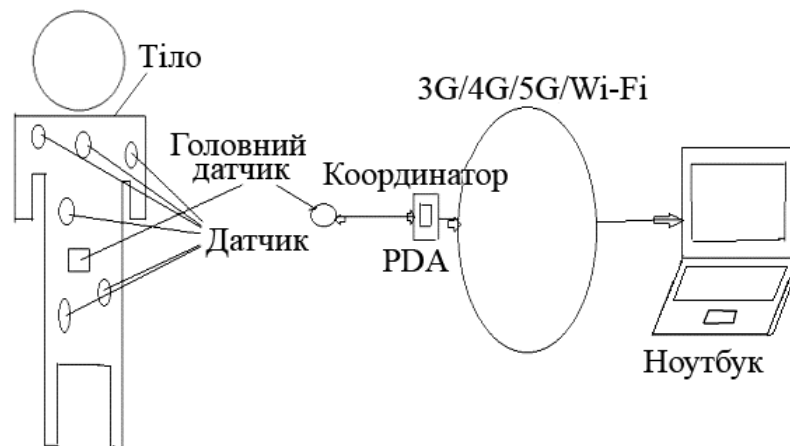 Тіло
3G/4G/5G/Wi-Fi
Головний
датчик
Координатор
Датчик
PDA
Ноутбук